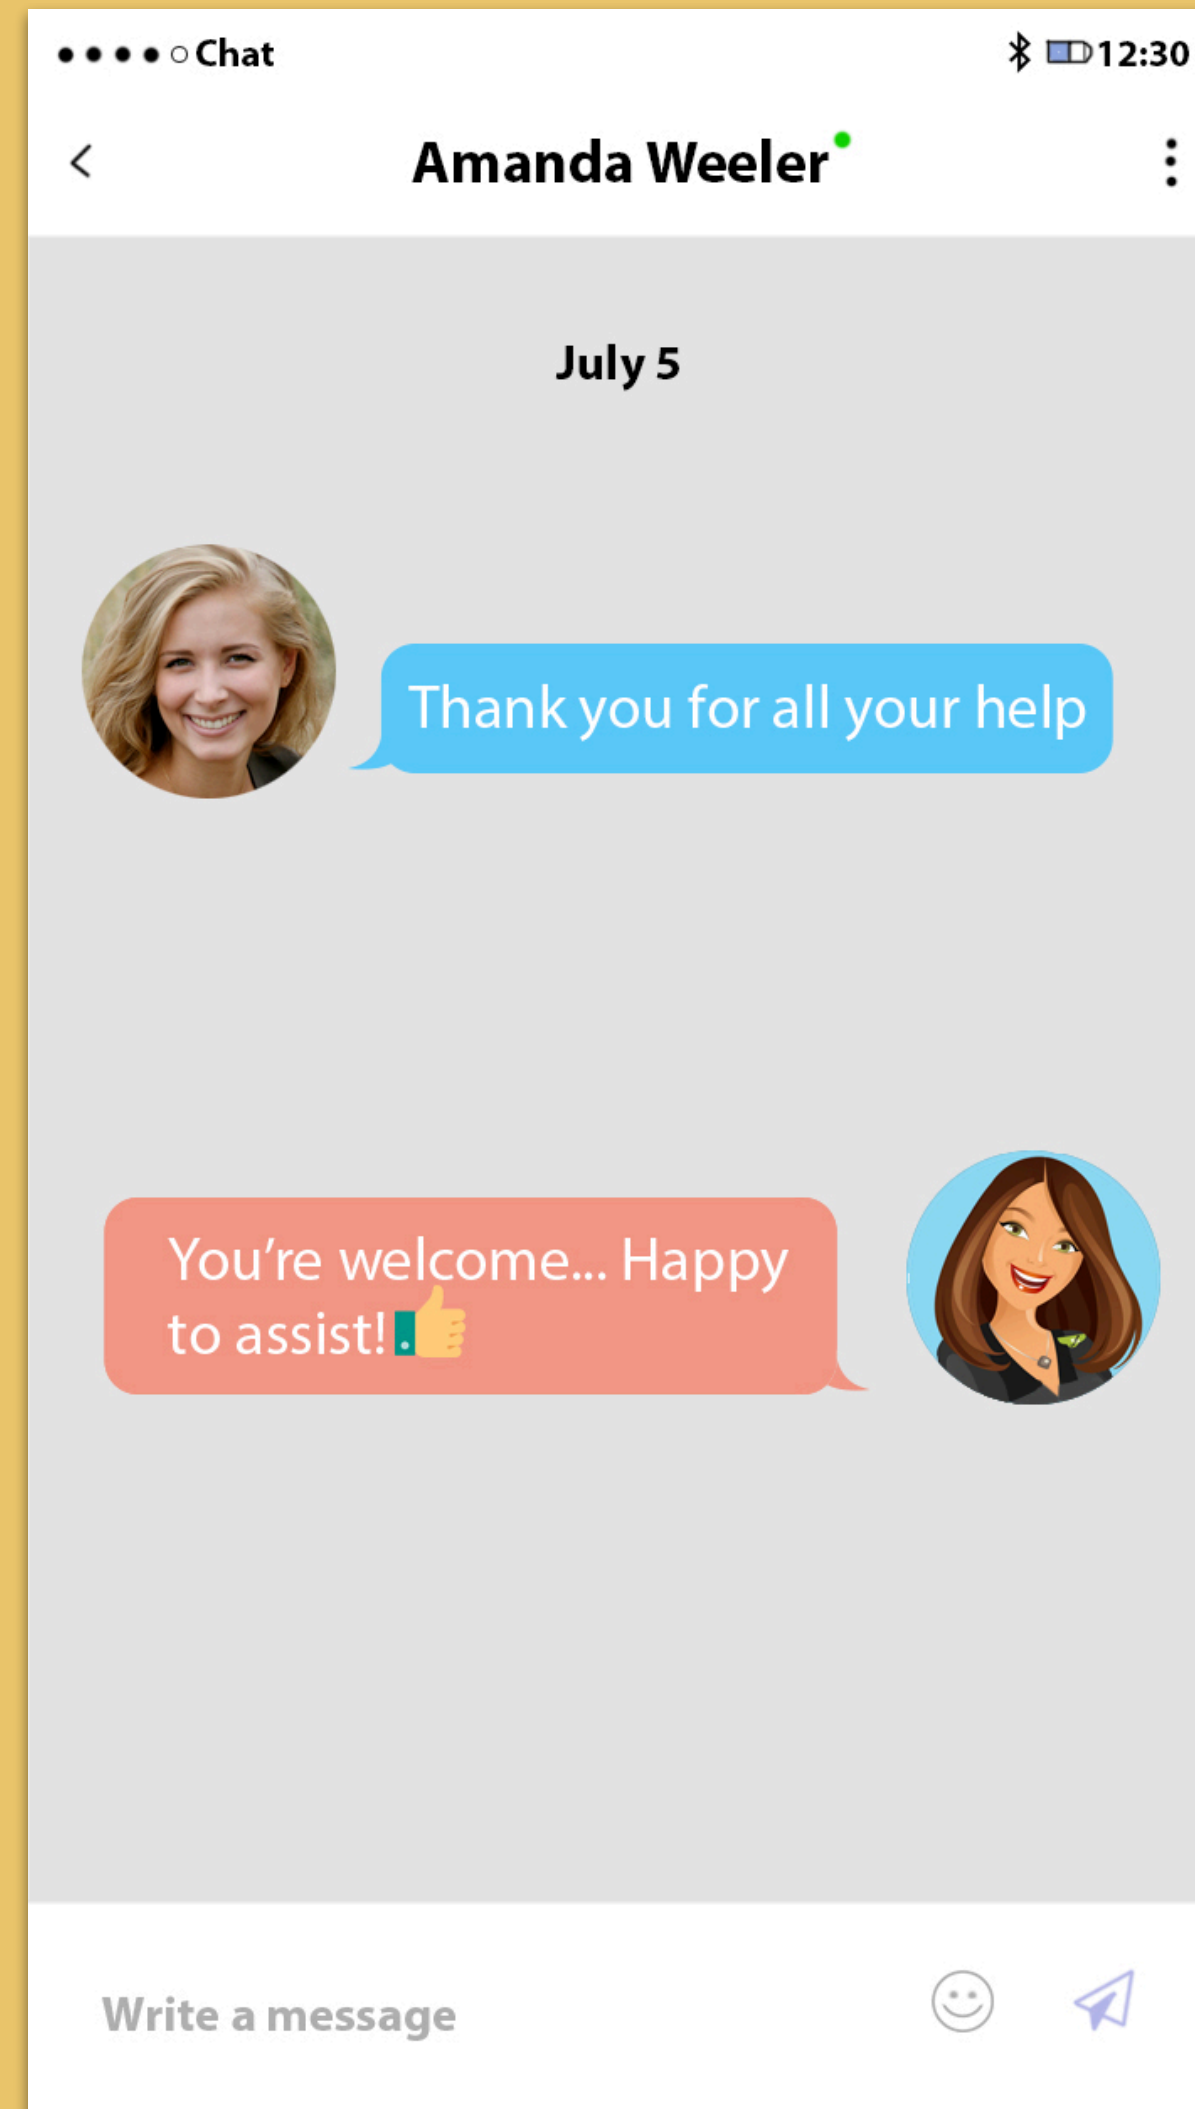 Chat 12:30
Amanda Weeler
July 5
Thank you for all your help
You’re welcome... Happy
to assist!
Write a message